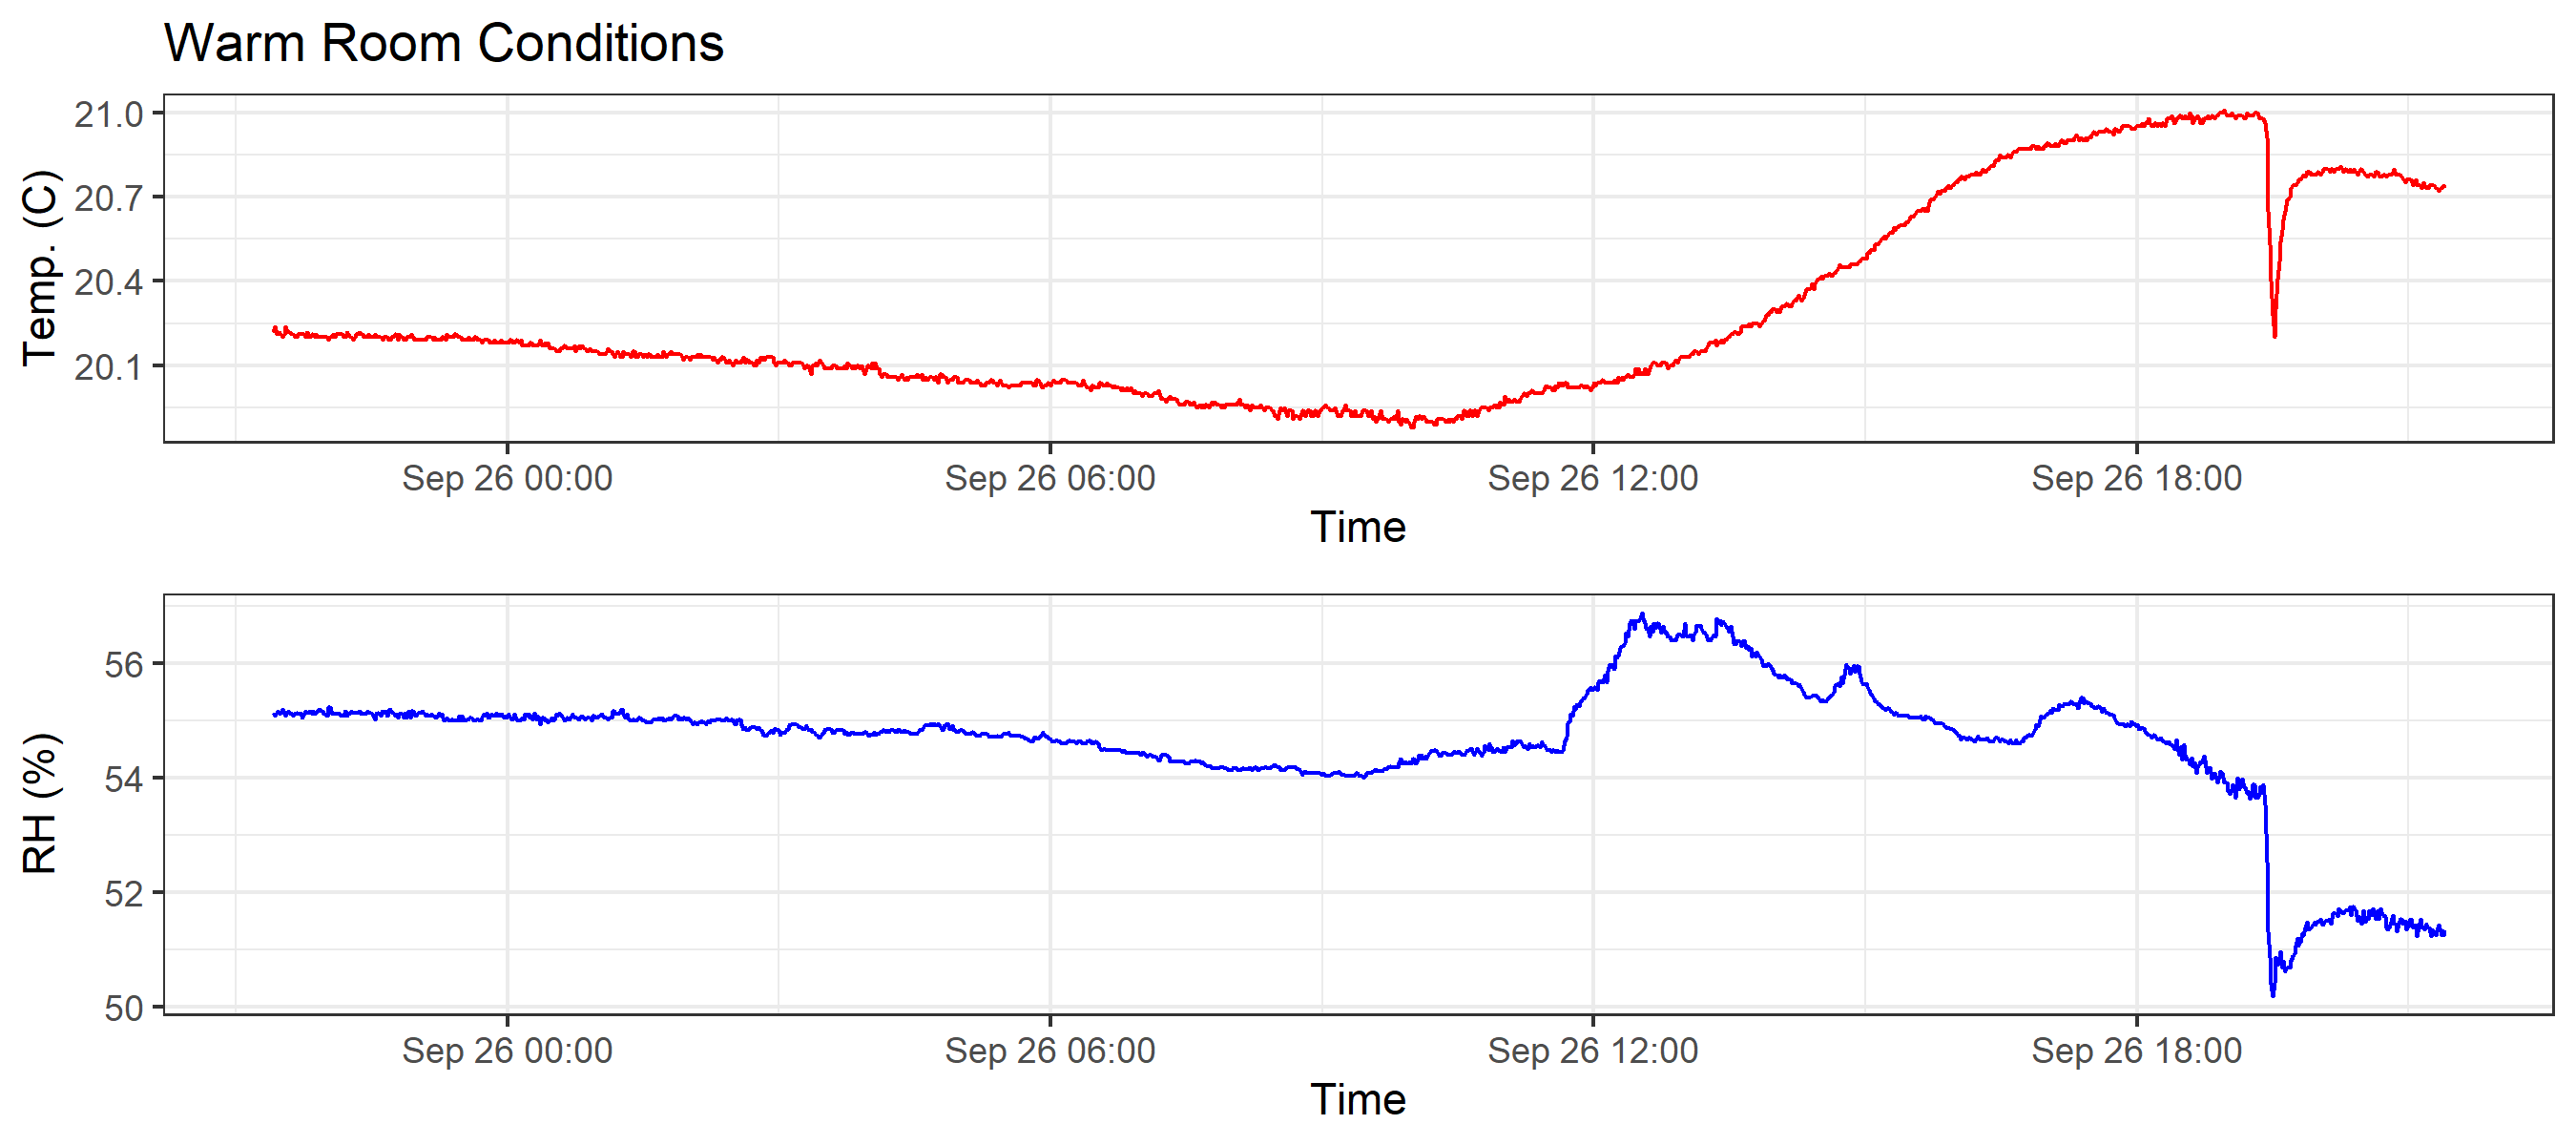 Warm Room Conditions
Temp. (C)
21.0
20.7
20.4
20.1
Sep 26 00:00 Sep 26 06:00 Sep 26 12:00 Sep 26 18:00
Time
RH (%)
56
54
52
50
Sep 26 00:00 Sep 26 06:00 Sep 26 12:00 Sep 26 18:00
Time